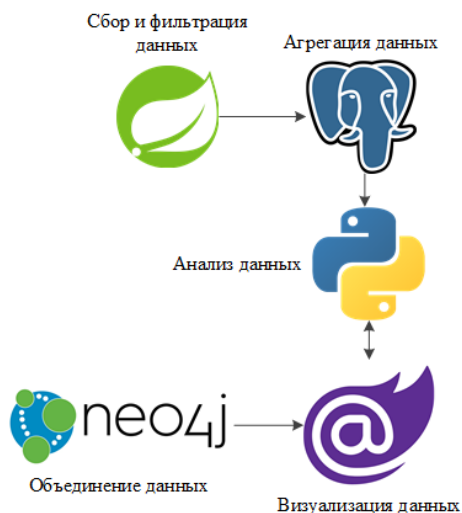 Сбор и фильтрация
данных
Агрегация данных
Анализ данных
neo4j
@
Объединение данных
Визуализация данных